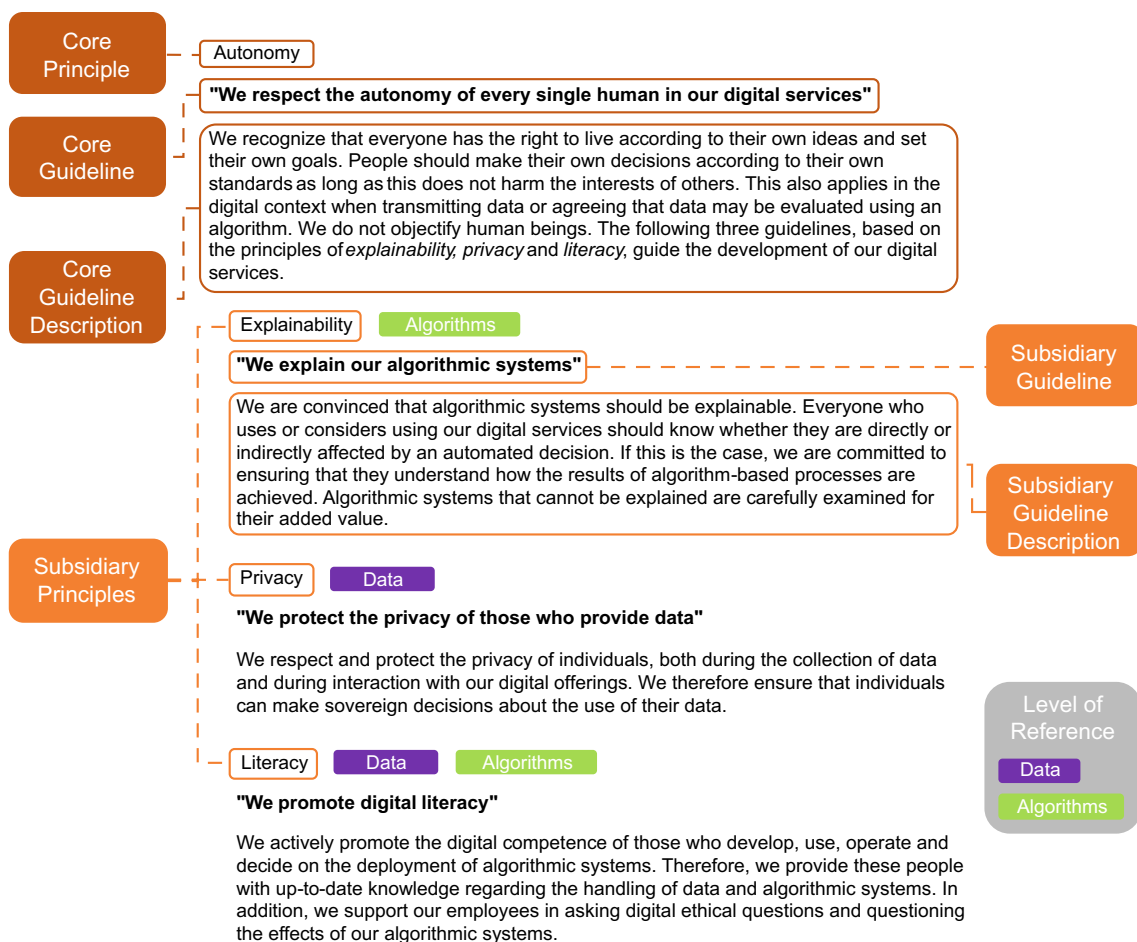 Core
Principle
Autonomy
"We respect the autonomy of every single human in our digital services"
Core
Guideline
We recognize that everyone has the right to live according to their own ideas and set
their own goals. People should make their own decisions according to their own
standards as long as this does not harm the interests of others. This also applies in the
digital context when transmitting data or agreeing that data may be evaluated using an
algorithm. We do not objectify human beings. The following three guidelines, based
on the principles of explainability, privacy and literacy, guide the development of our digital
services.
Core
Guideline
Description
Explainability
Algorithms
"We explain our algorithmic systems"
Subsidiary
Guideline
We are convinced that algorithmic systems should be explainable. Everyone who
uses or considers using our digital services should know whether they are directly or
indirectly affected by an automated decision. If this is the case, we are committed to
ensuring that they understand how the results of algorithm-based processes are
achieved. Algorithmic systems that cannot be explained are carefully examined for
their added value.
Subsidiary
Guideline
Description
Subsidiary
Principles
Privacy
Data
"We protect the privacy of those who provide data"
We respect and protect the privacy of individuals, both during the collection of data
and during interaction with our digital offerings. We therefore ensure that individuals
can make sovereign decisions about the use of their data.
Level of
Reference
Data
Algorithms
Literacy
Data
Algorithms
"We promote digital literacy"
We actively promote the digital competence of those who develop, use, operate and
decide on the deployment of algorithmic systems. Therefore, we provide these people
with up-to-date knowledge regarding the handling of data and algorithmic systems. In
addition, we support our employees in asking digital ethical questions and questioning
the effects of our algorithmic systems.